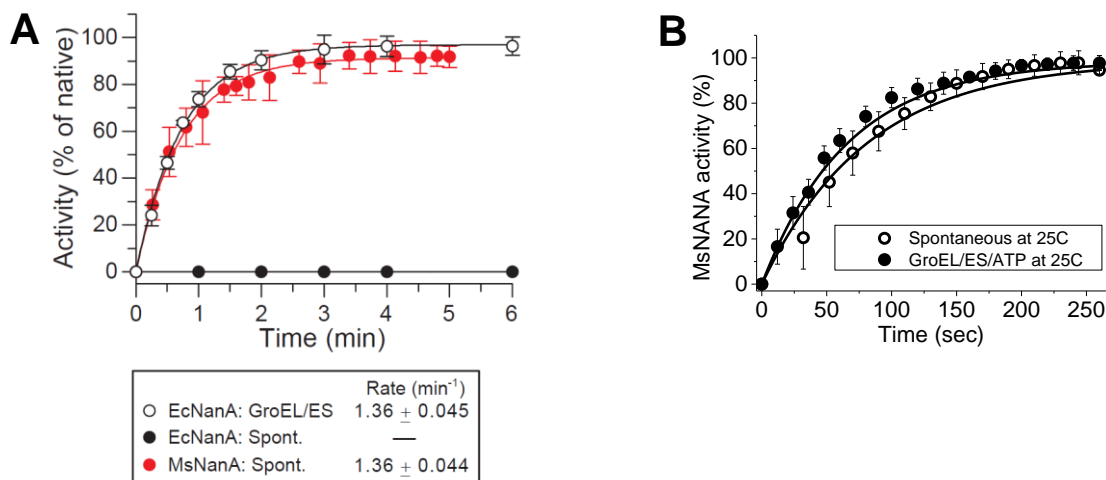 A
Activity (% of native)
100
80
60
40
20
0
0 1 2 3 4 5 6
Time (min)
Rate (min-1)
EcNanA: GroEL/ES 1.36 ± 0.045
EcNanA: Spont. —
MsNanA: Spont. 1.36 ± 0.044
B
MsNANA activity (%)
100
80
60
40
20
0
Spontaneous at 25C
GroEL/ES/ATP at 25C
0 50 100 150 200 250
Time (sec)